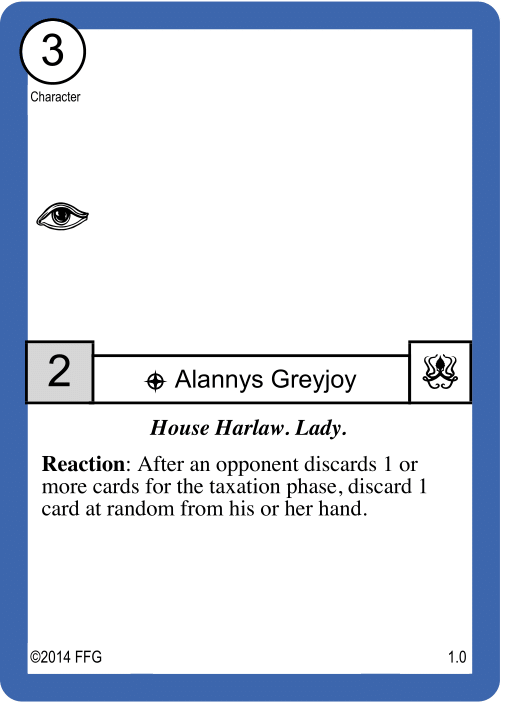 3
Character
2
Alannys Greyjoy
House Harlaw. Lady.
Reaction: After an opponent discards 1 or
more cards for the taxation phase, discard 1
card at random from his or her hand.
©2014 FFG
1.0